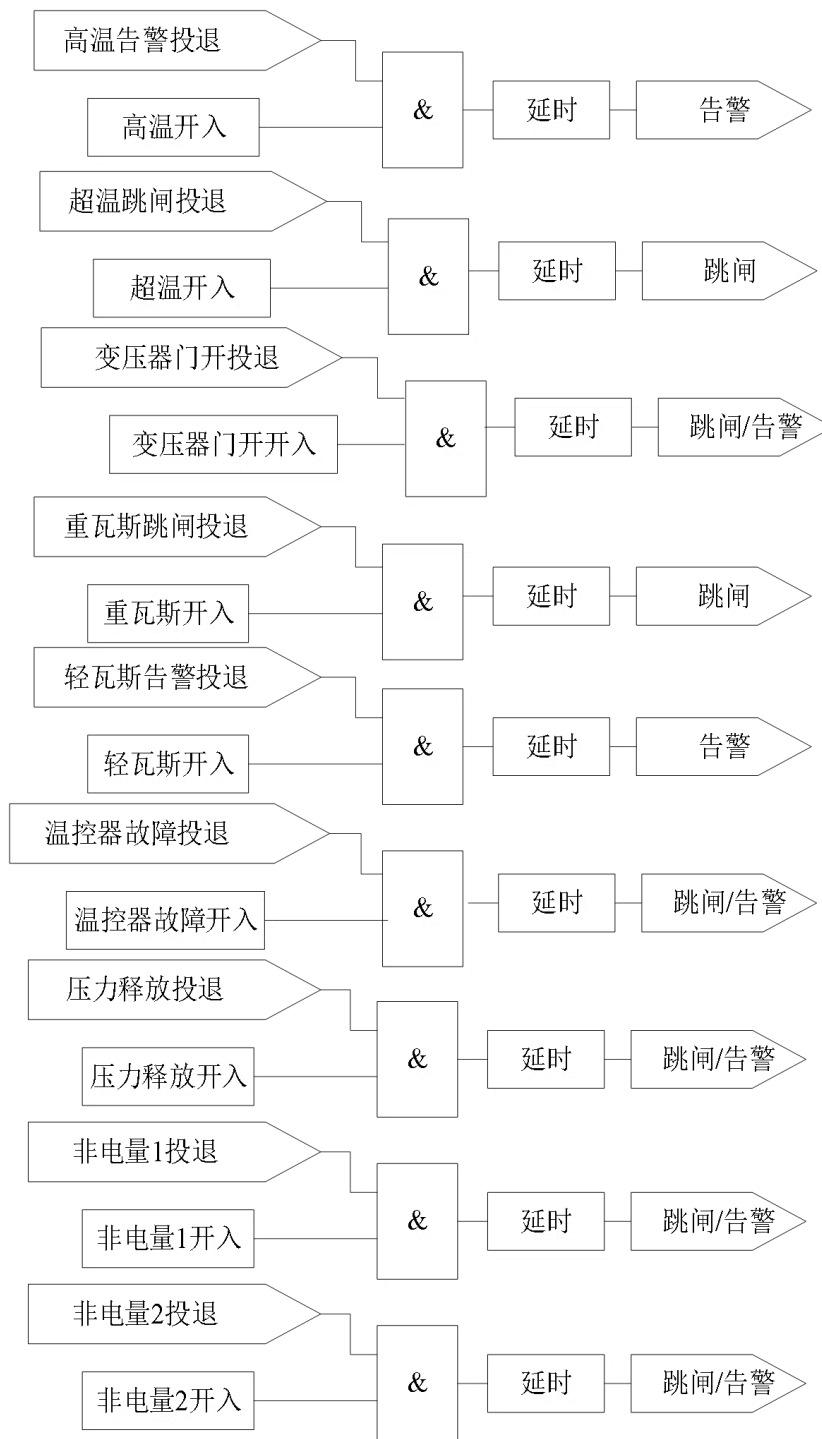 高温告警投退
高温开入
&
延时
告警
超温跳闸投退
超温开入
&
延时
跳闸
变压器门开投退
变压器门开开入
&
延时
跳闸/告警
重瓦斯跳闸投退
重瓦斯开入
&
延时
跳闸
轻瓦斯告警投退
轻瓦斯开入
&
延时
告警
温控器故障投退
温控器故障开入
&
延时
跳闸/告警
压力释放投退
压力释放开入
&
延时
跳闸/告警
非电量1投退
非电量1开入
&
延时
跳闸/告警
非电量2投退
非电量2开入
&
延时
跳闸/告警